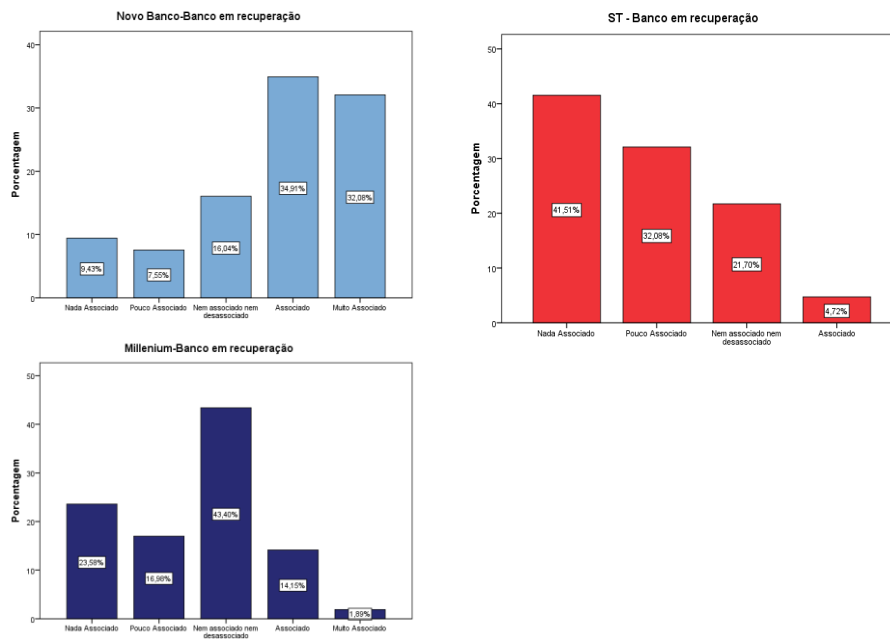 Novo Banco-Banco em recuperação
Porcentagem
40
30
20
10
0
9,43%
7,55%
16,04%
34,91%
32,08%
Nada Associado
Pouco Associado
Nem associado nem
desassociado
Associado
Muito Associado
ST - Banco em recuperação
Porcentagem
50
40
30
20
10
0
41,51%
32,08%
21,70%
4,72%
Nada Associado
Pouco Associado
Nem associado nem
desassociado
Associado
Millenium-Banco em recuperação
Porcentagem
50
40
30
20
10
0
23,58%
16,98%
43,40%
14,15%
1,89%
Nada Associado
Pouco Associado
Nem associado nem
desassociado
Associado
Muito Associado